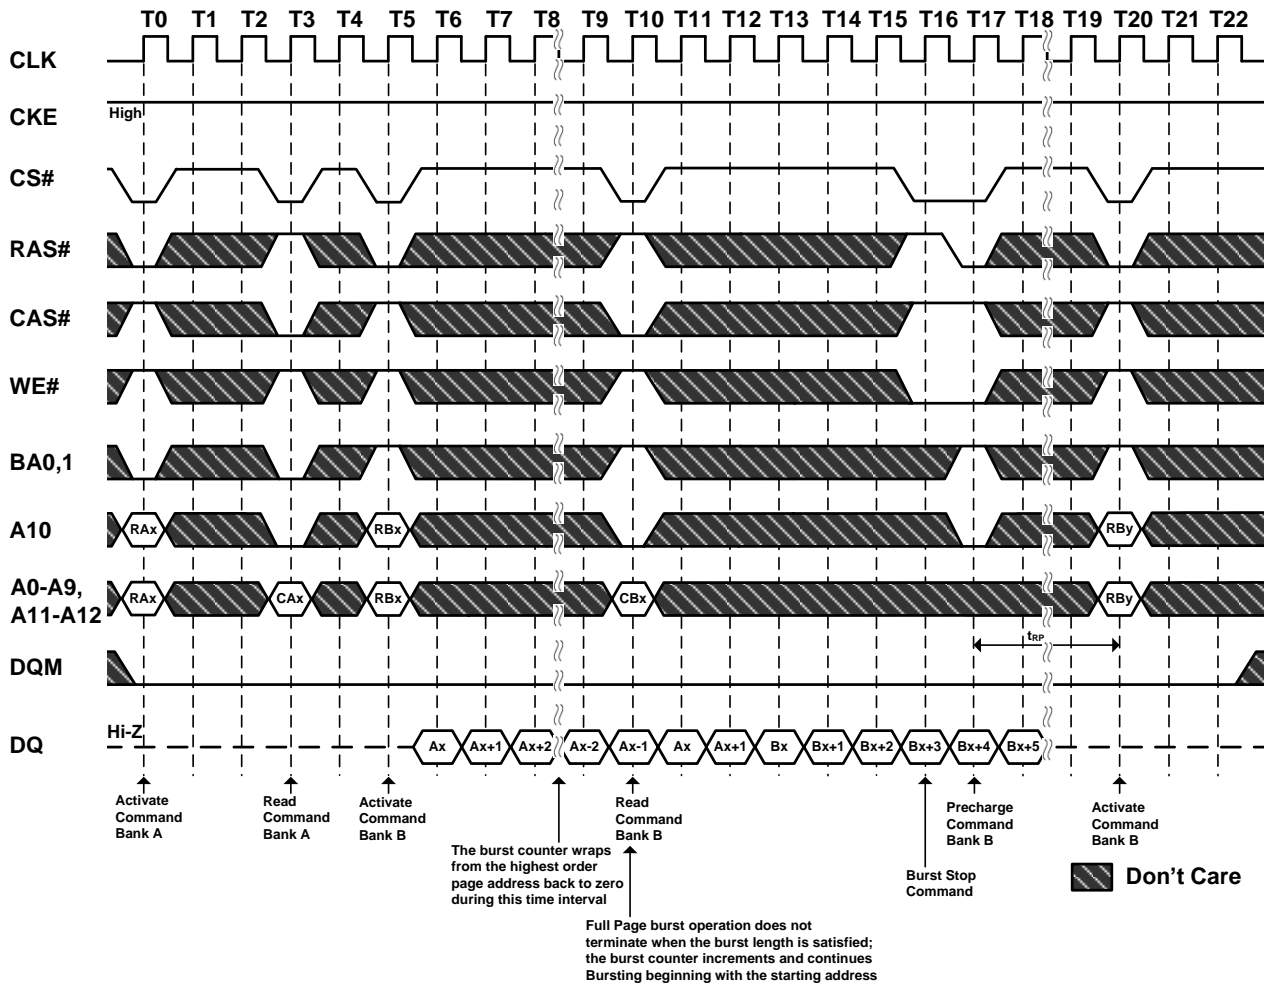 T0 T1 T2 T3 T4 T5 T6 T7 T8 T9 T10 T11 T12 T13 T14 T15 T16 T17 T18 T19 T20 T21 T22
CLK
CKE High
CS#
RAS#
CAS#
WE#
BA0,1
A10 RAx RBx RBy
A0-A9,
A11-A12 RAx CAx RBx CBx RBy
tRP
DQM
DQ Hi-Z Ax Ax+1 Ax+2 Ax-2 Ax-1 Ax Ax+1 Bx Bx+1 Bx+2 Bx+3 Bx+4 Bx+5
Activate
Command
Bank A
Read
Command
Bank A
Activate
Command
Bank B
The burst counter wraps
from the highest order
page address back to zero
during this time interval
Read
Command
Bank B
Full Page burst operation does not
terminate when the burst length is satisfied;
the burst counter increments and continues
Bursting beginning with the starting address
Burst Stop
Command
Precharge
Command
Bank B
Activate
Command
Bank B
Don't Care